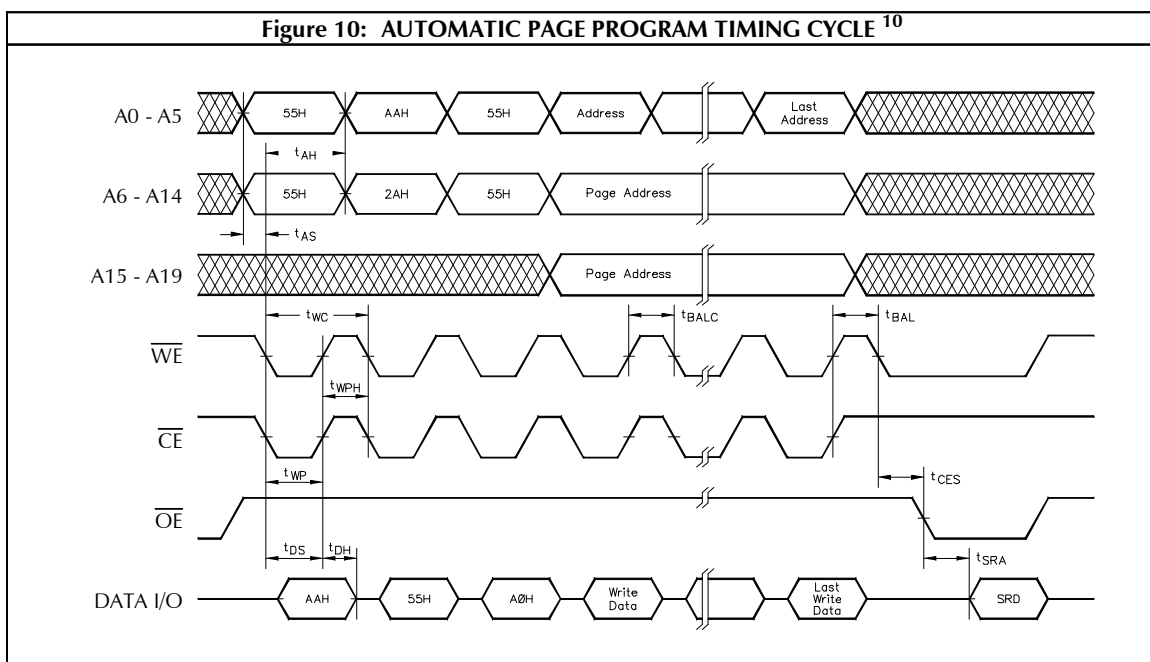 Figure 10: AUTOMATIC PAGE PROGRAM TIMING CYCLE 10
A0 - A5
55H
AAH
55H
Address
Last
Address
tAH
A6 - A14
55H
2AH
55H
Page Address
tAS
A15 - A19
Page Address
tWC
tBALC
tBAL
WE
tWPH
CE
tWP
tCES
OE
tDS
tDH
tSRA
DATA I/O
AAH
55H
AØH
Write
Data
Last
Write
Data
SRD